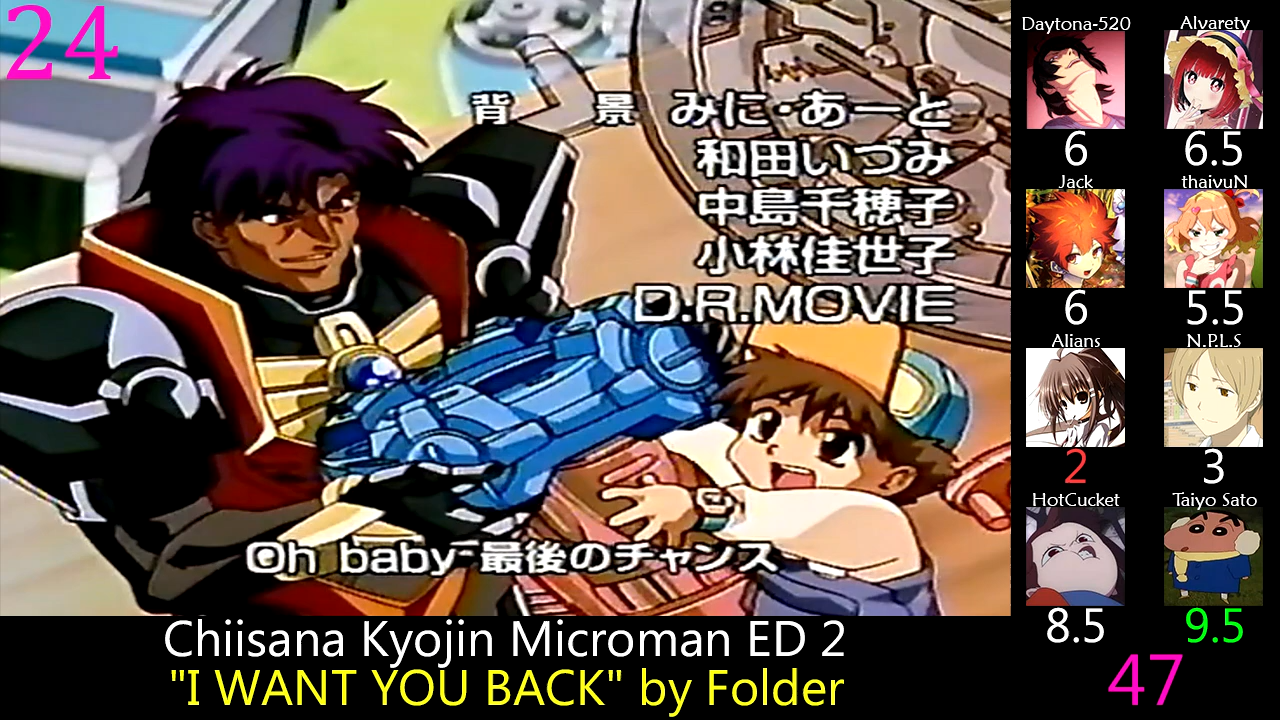 24
背 景 みに・あーと
和田いづみ
中島千穂子
小林佳世子
D.R.MOVIE
Oh baby 最後のチャンス
Chiisana Kyojin Microman ED 2
"I WANT YOU BACK" by Folder
Daytona-520 Alvarety
6 6.5
Jack thaivuN
6 5.5
Alians N.P.L.S
2 3
HotCucket Taiyo Sato
8.5 9.5
47